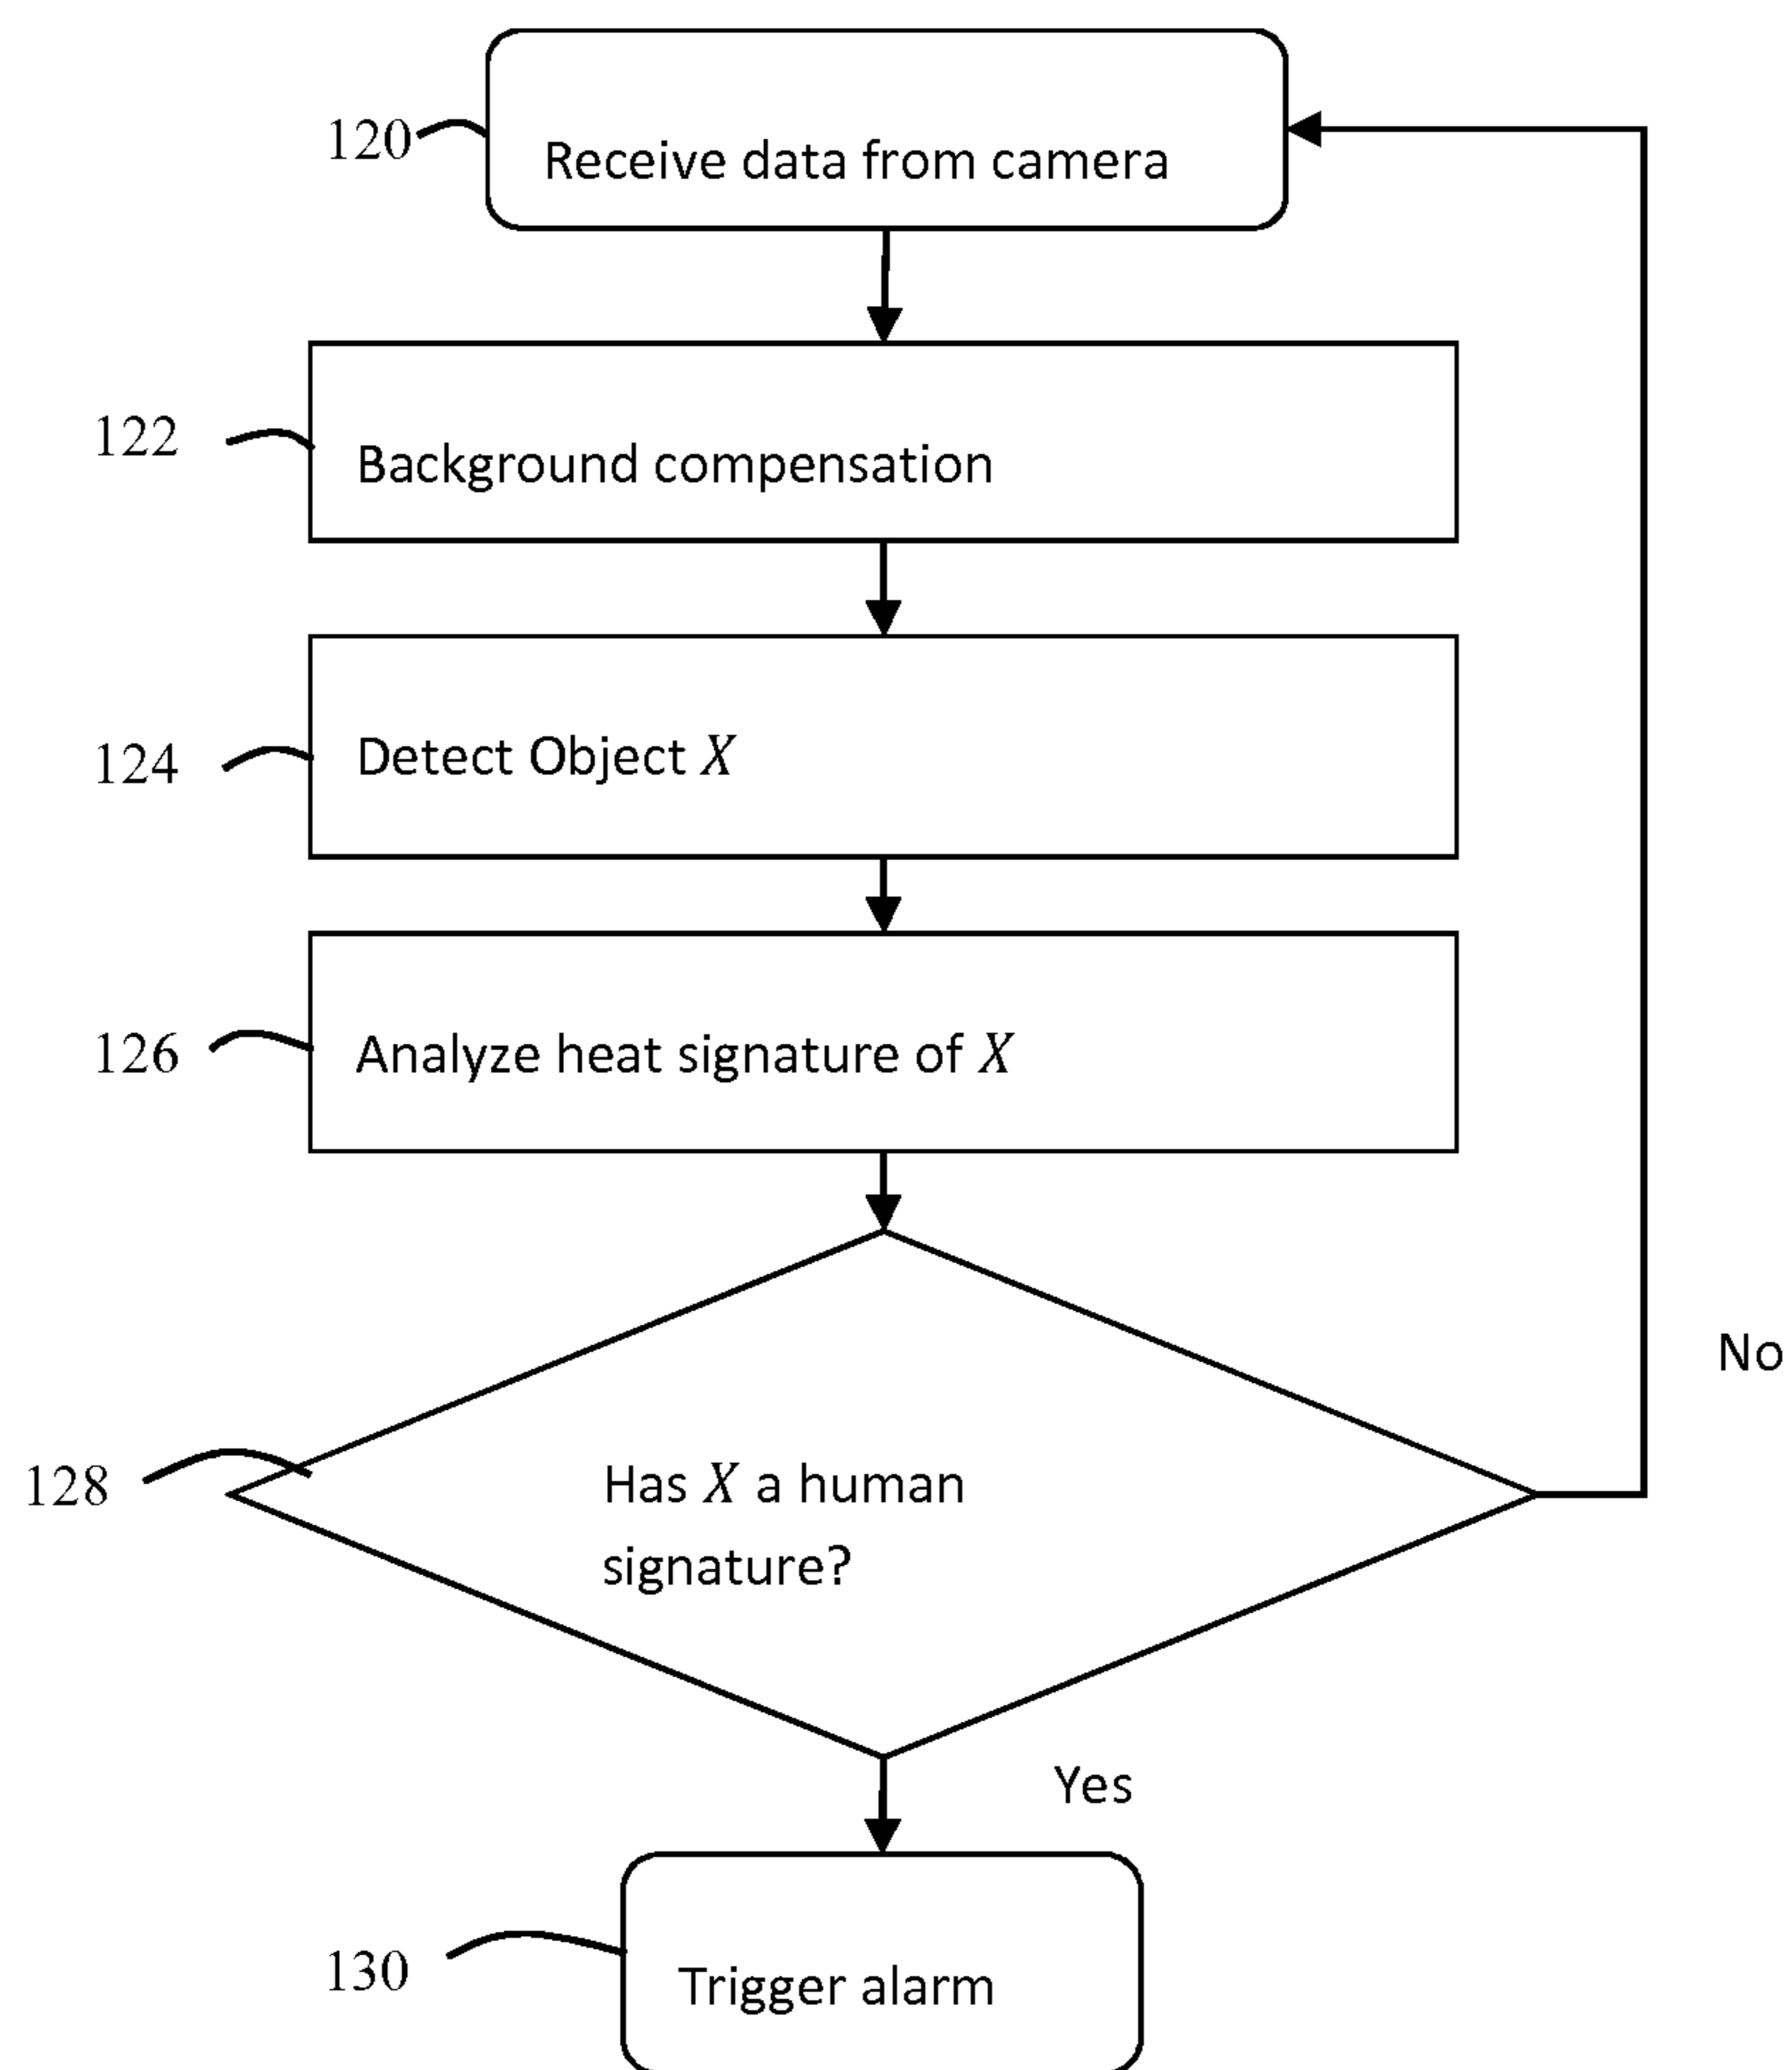 120
Receive data from camera
122
Background compensation
124
Detect Object X
126
Analyze heat signature of X
No
128
Has X a human
signature?
Yes
130
Trigger alarm